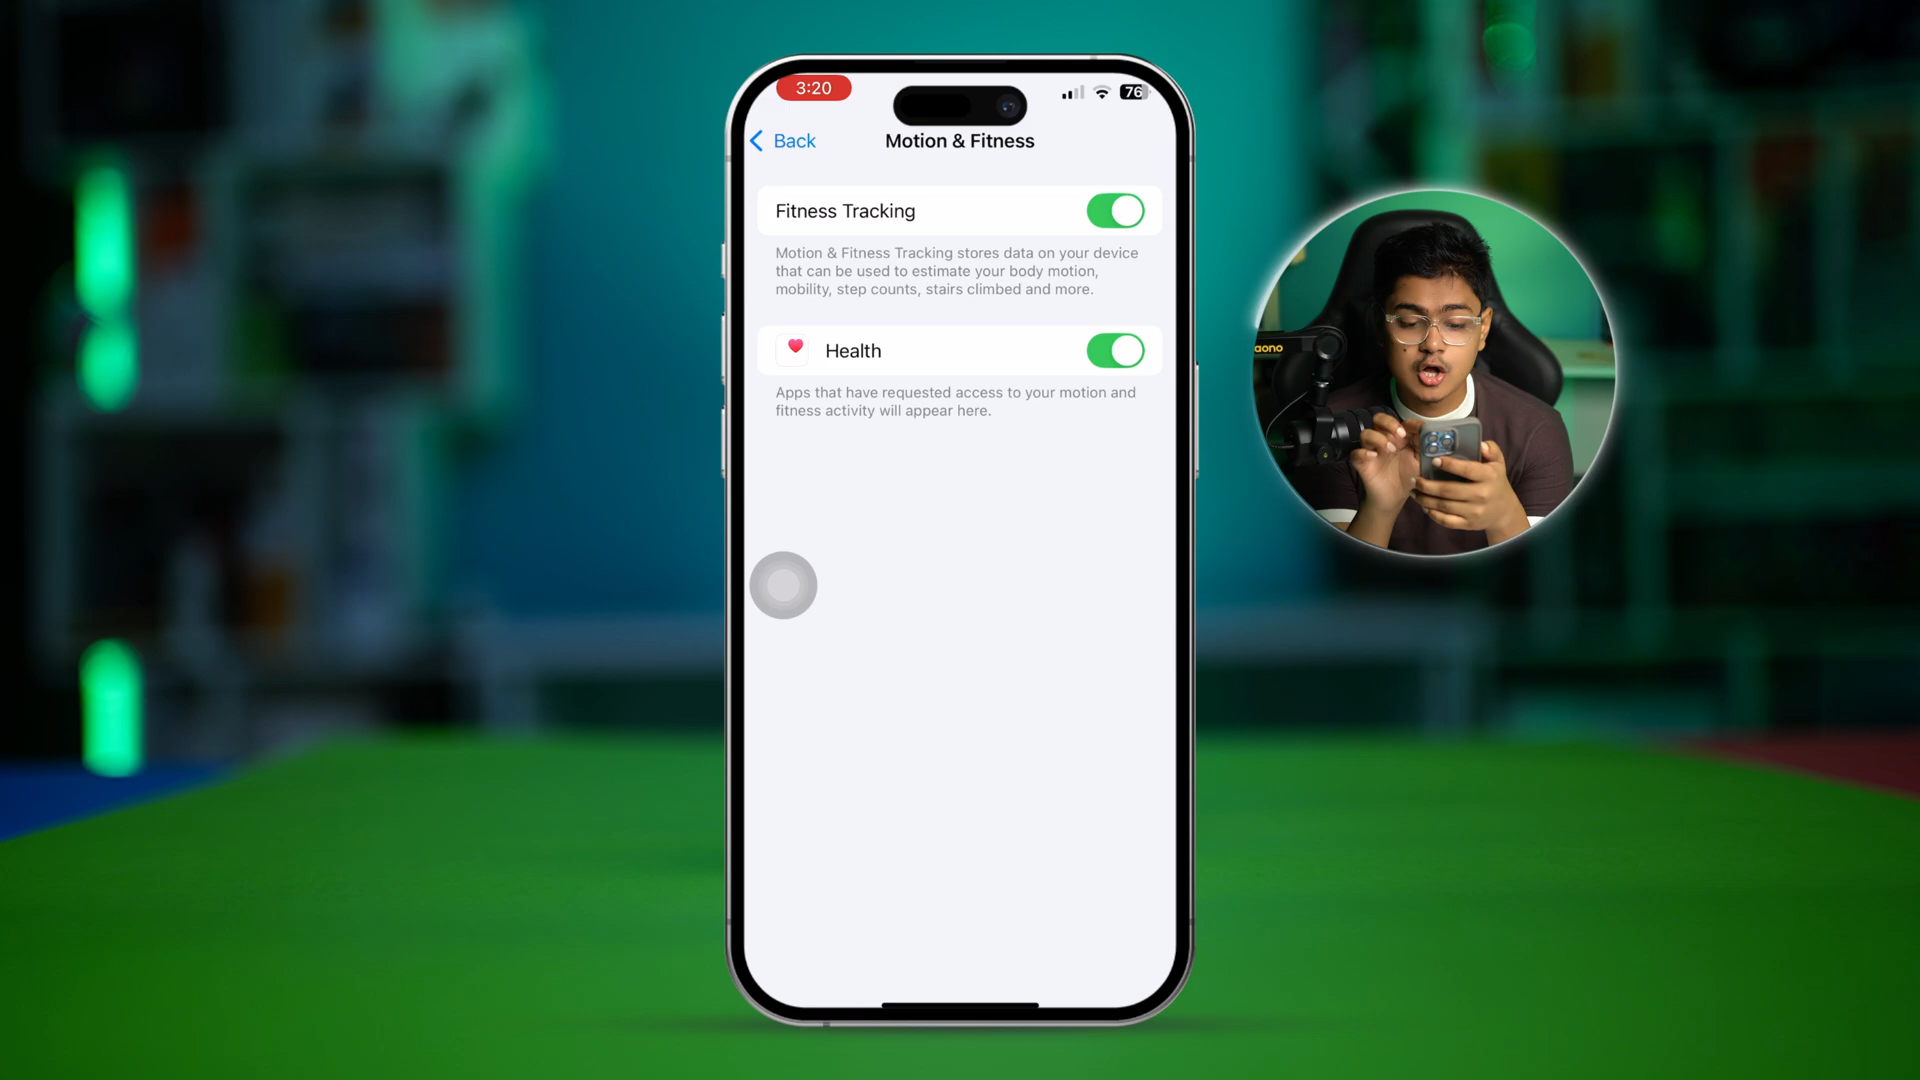 3:20
76
Back
Motion & Fitness
Fitness Tracking
Motion & Fitness Tracking stores data on your device
that can be used to estimate your body motion,
mobility, step counts, stairs climbed and more.
Health
Apps that have requested access to your motion and
fitness activity will appear here.
aono